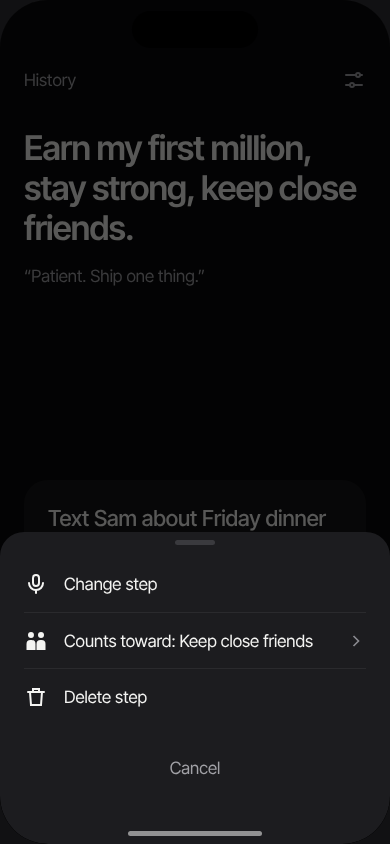 History
Earn my first million,
stay strong, keep close
friends.
“Patient. Ship one thing.”
Text Sam about Friday dinner
Change step
Counts toward: Keep close friends
Delete step
Cancel